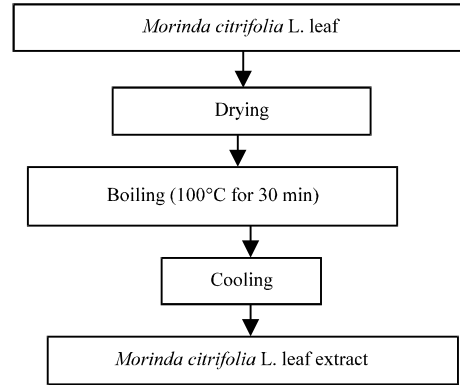 Morinda citrifolia L. leaf
Drying
Boiling (100°C for 30 min)
Cooling
Morinda citrifolia L. leaf extract